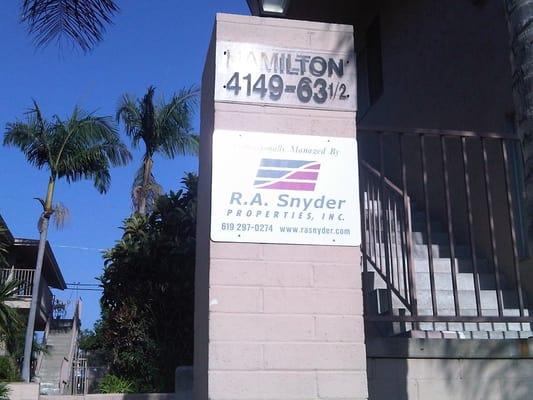 HAMILTON
4149-63 1/2
Professionally Managed By
R.A. Snyder
PROPERTIES, INC.
619 297-0274 www.rasnyder.com